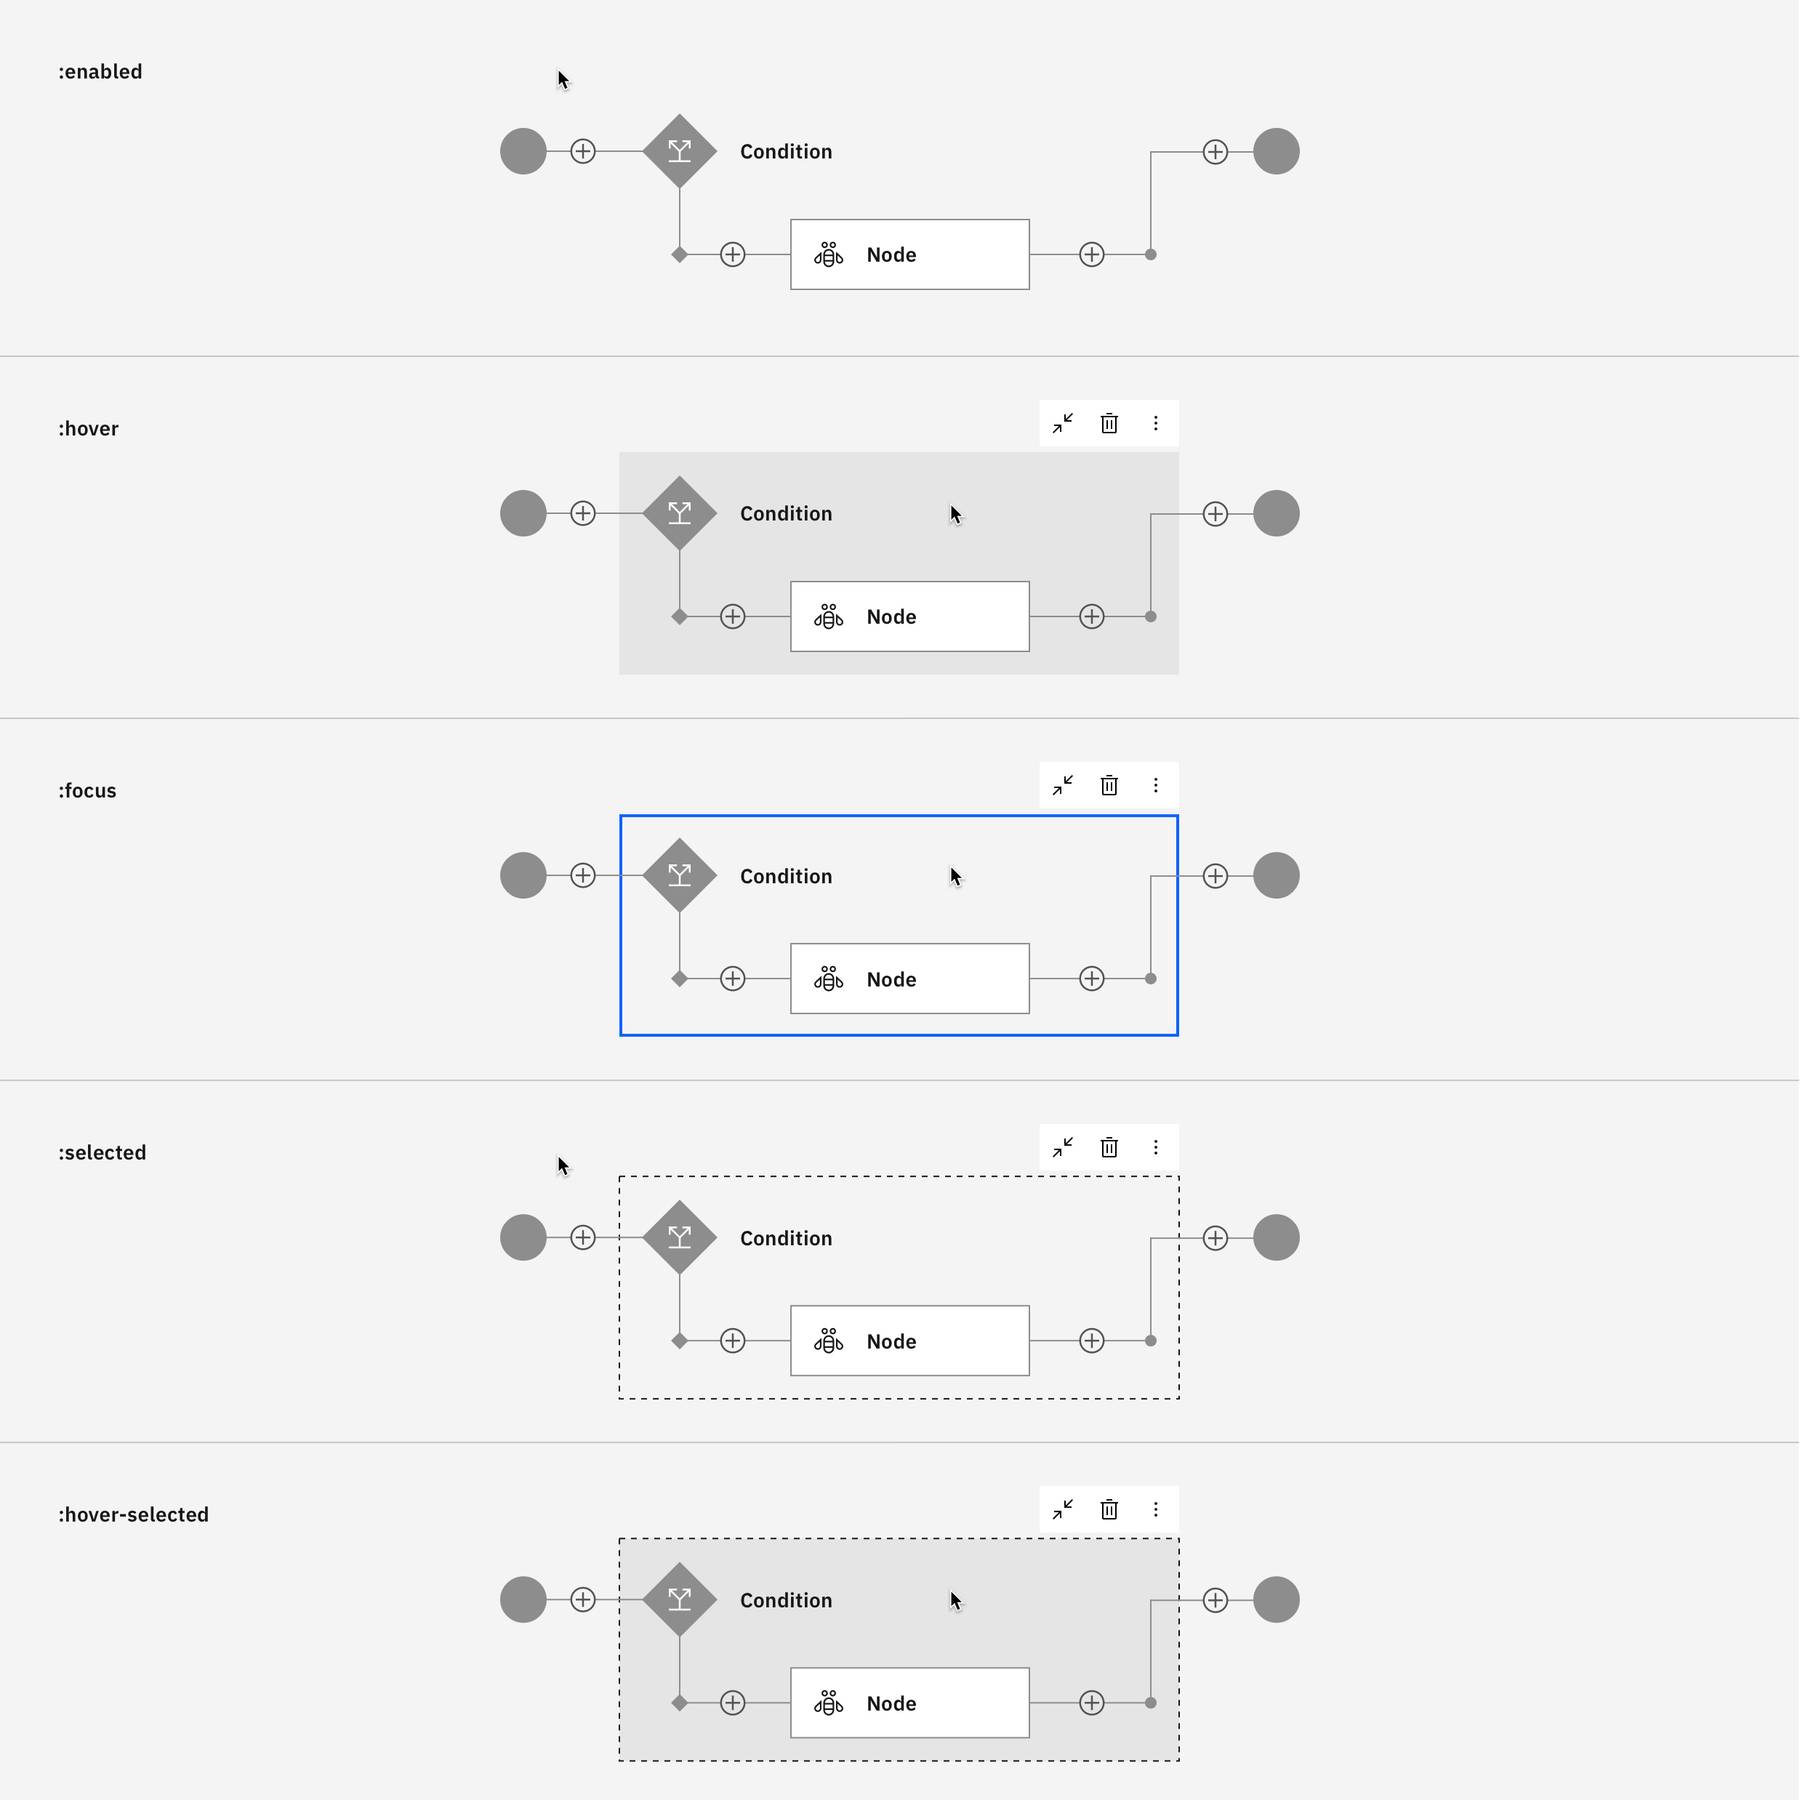 :enabled
Condition
Node
:hover
Condition
Node
:focus
Condition
Node
:selected
Condition
Node
:hover-selected
Condition
Node